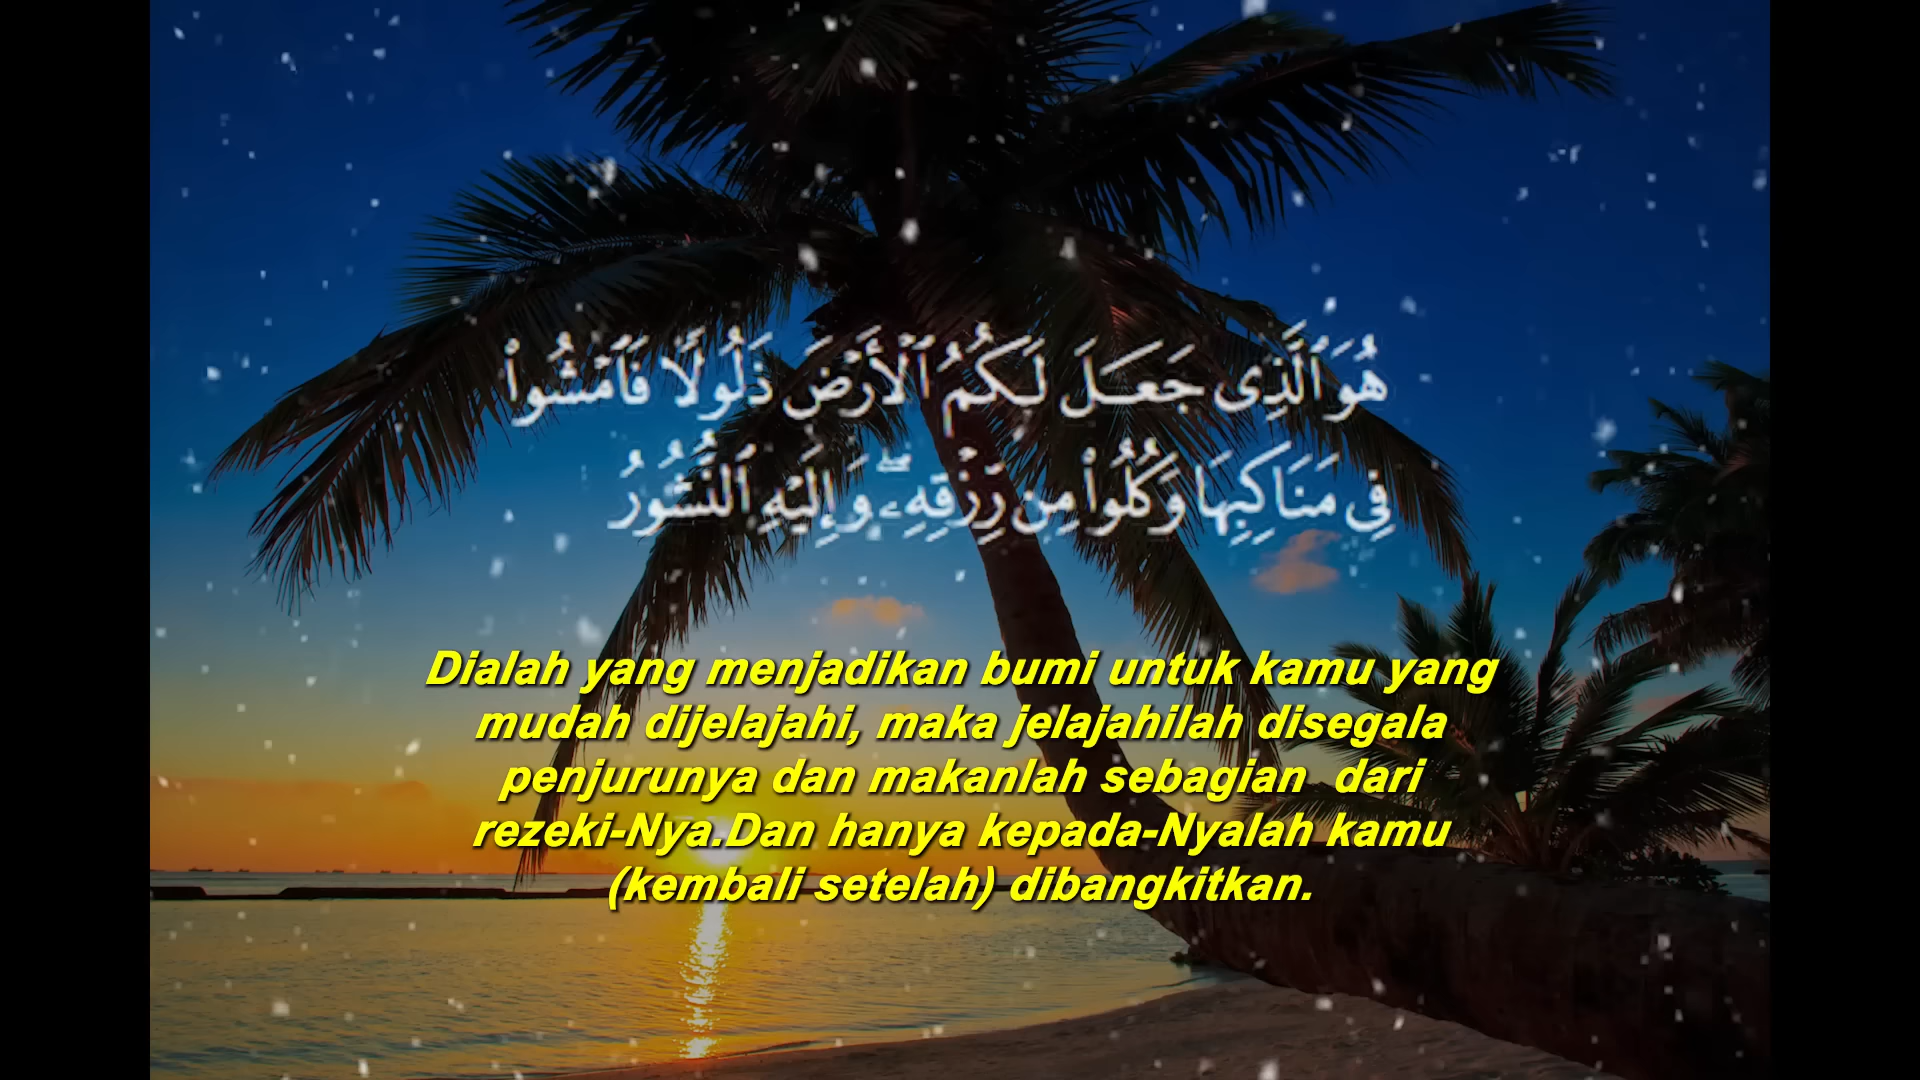 هُوَ ٱلَّذِى جَعَلَ لَكُمُ ٱلْأَرْضَ ذَلُولًا فَٱمْشُوا۟
فِى مَنَاكِبِهَا وَكُلُوا۟ مِن رِّزْقِهِۦ ۖ وَإِلَيْهِ ٱلنُّشُورُ
Dialah yang menjadikan bumi untuk kamu yang
mudah dijelajahi, maka jelajahilah disegala
penjurunya dan makanlah sebagian  dari
rezeki-Nya.Dan hanya kepada-Nyalah kamu
(kembali setelah) dibangkitkan.